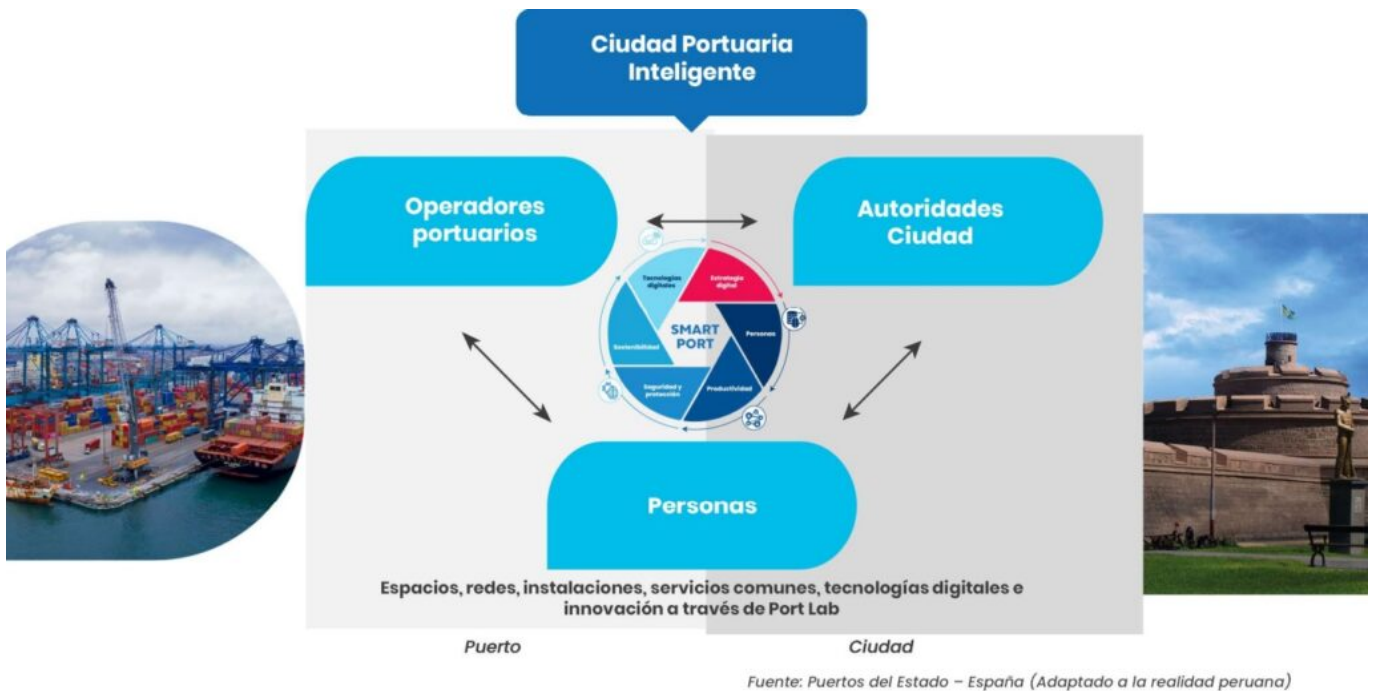 Ciudad Portuaria
Inteligente
Operadores
portuarios
Autoridades
Ciudad
Tecnologías
digitales
Estrategia
digital
Sostenibilidad
SMART
PORT
Personas
Seguridad y
protección
Productividad
Personas
Espacios, redes, instalaciones, servicios comunes, tecnologías digitales e
innovación a través de Port Lab
Puerto
Ciudad
Fuente: Puertos del Estado – España (Adaptado a la realidad peruana)